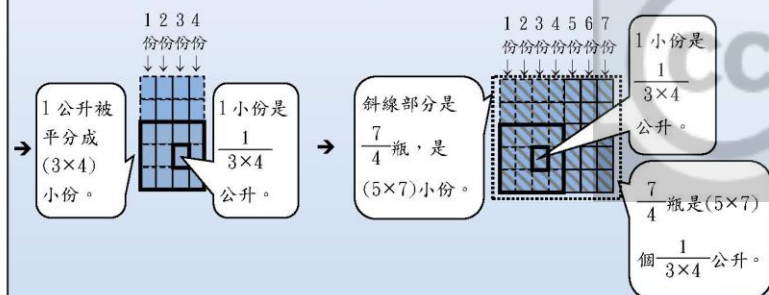 1 2 3 4
份份份份
↓ ↓ ↓ ↓
➔
1 公升被
平分成
(3×4)
小份。
1 小份是
1
3×4
公升。
➔
1 2 3 4 5 6 7
份份份份份份份
↓ ↓ ↓ ↓ ↓ ↓ ↓
斜線部分是
7
4
瓶，是
(5×7)小份。
1 小份是
1
3×4
公升。
7
4
瓶是(5×7)
個
1
3×4
公升。
cc